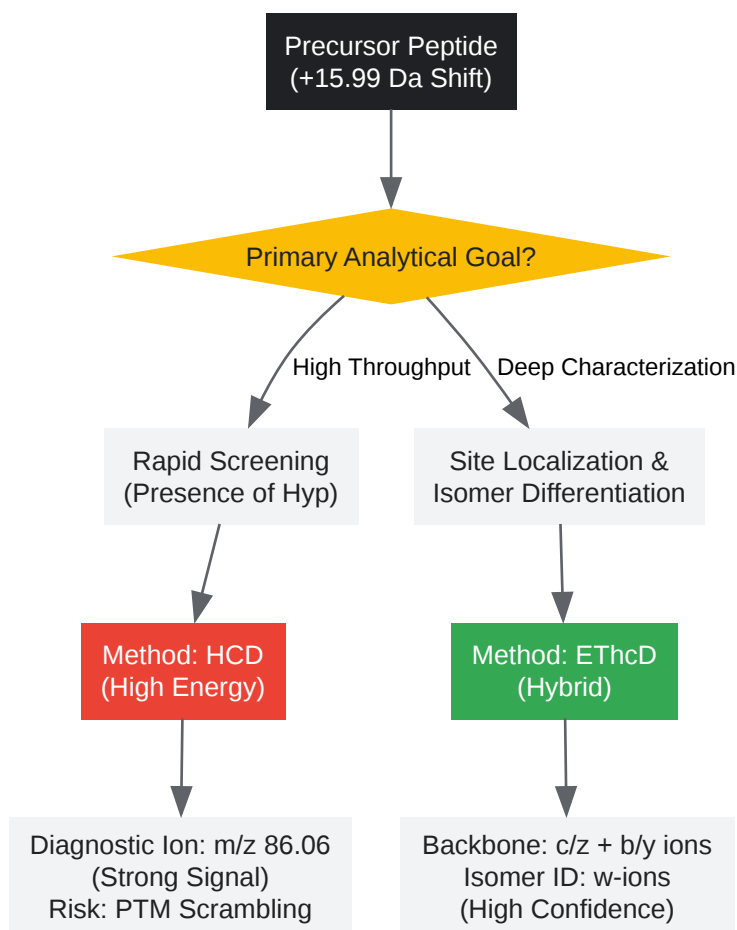 Precursor Peptide
(+15.99 Da Shift)
Primary Analytical Goal?
High Throughput
Deep Characterization
Rapid Screening
(Presence of Hyp)
Site Localization &
Isomer Differentiation
Method: HCD
(High Energy)
Method: EThcD
(Hybrid)
Diagnostic Ion: m/z 86.06
(Strong Signal)
Risk: PTM Scrambling
Backbone: c/z + b/y ions
Isomer ID: w-ions
(High Confidence)